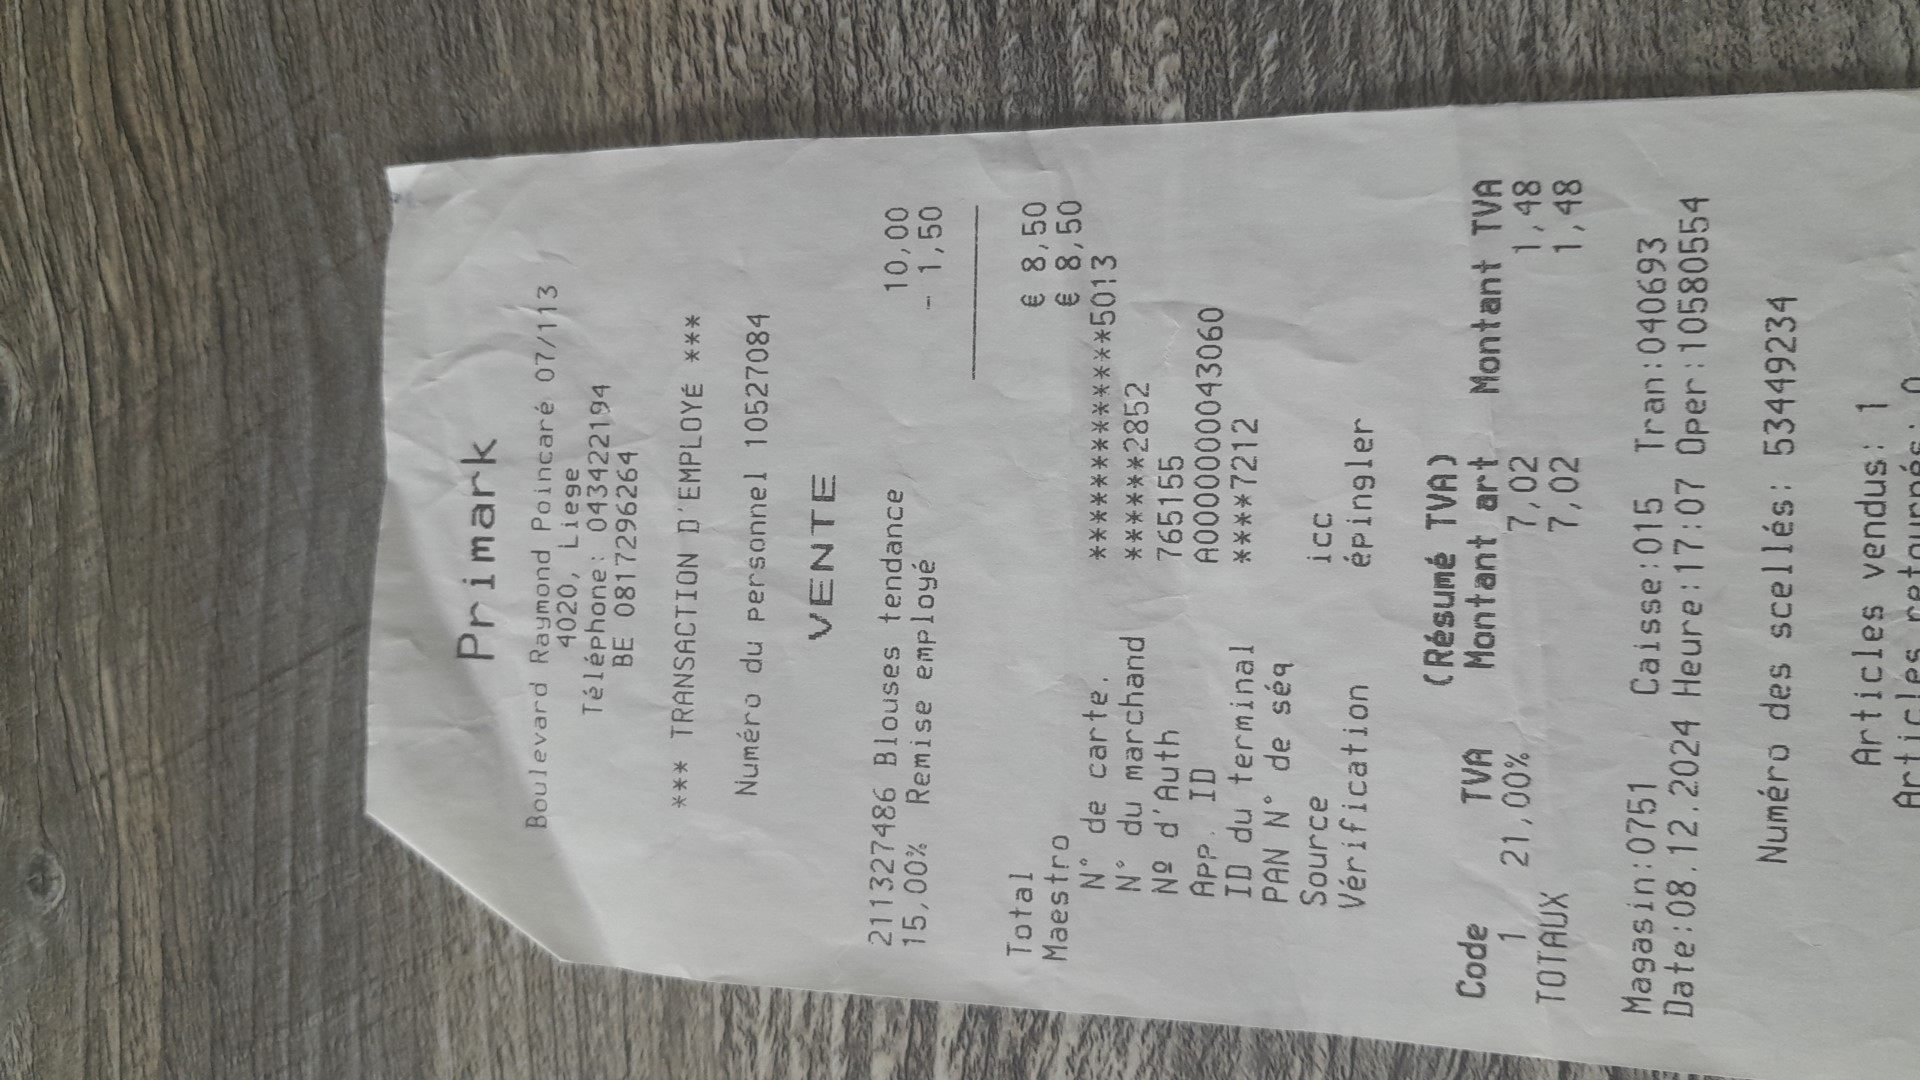 Primark
Boulevard Raymond Poincaré 07/113
4020, Liege
Téléphone: 043422194
BE 0817296264
*** TRANSACTION D'EMPLOYÉ ***
Numéro du personnel 10527084
VENTE
211327486 Blouses tendance 10,00
15,00% Remise employé - 1,50
Total € 8,50
Maestro € 8,50
N° de carte. ***************5013
N° du marchand ******2852
Nº d'Auth 765155
App. ID A0000000043060
ID du terminal ****7212
PAN N° de séq
Source icc
Vérification épingler
(Résumé TVA)
Code TVA Montant art Montant TVA
1 21,00% 7,02 1,48
TOTAUX 7,02 1,48
Magasin:0751 Caisse:015 Tran:040693
Date:08.12.2024 Heure:17:07 Oper:10580554
Numéro des scellés: 53449234
Articles vendus: 1
Articles retournés: 0